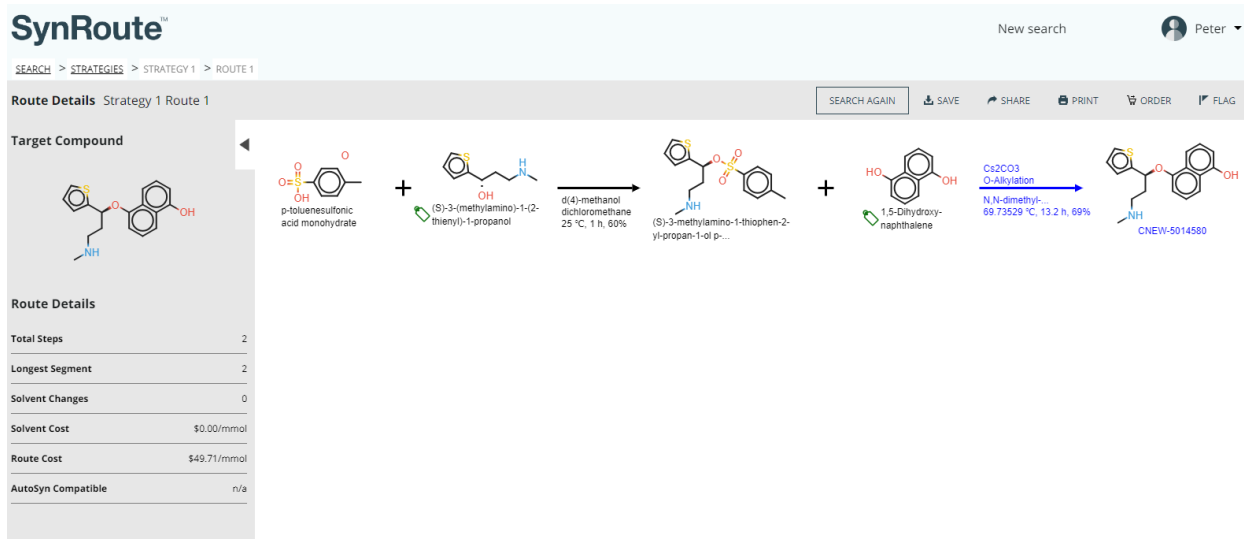 SynRoute™
New search
Peter
SEARCH > STRATEGIES > STRATEGY 1 > ROUTE 1
Route Details Strategy 1 Route 1
SEARCH AGAIN
SAVE
SHARE
PRINT
ORDER
FLAG
Target Compound
S
O
OH
NH
Route Details
Total Steps 2
Longest Segment 2
Solvent Changes 0
Solvent Cost $0.00/mmol
Route Cost $49.71/mmol
AutoSyn Compatible n/a
O
O
O
S
OH
p-toluenesulfonic
acid monohydrate
+
S
H
N
OH
(S)-3-(methylamino)-1-(2-
thienyl)-1-propanol
d(4)-methanol
dichloromethane
25 °C, 1 h, 60%
S
O
O
S
O
NH
(S)-3-methylamino-1-thiophen-2-
yl-propan-1-ol p-...
+
HO
OH
1,5-Dihydroxy-
naphthalene
Cs2CO3
O-Alkylation
N,N-dimethyl-...
69.73529 °C, 13.2 h, 69%
S
O
OH
NH
CNEW-5014580